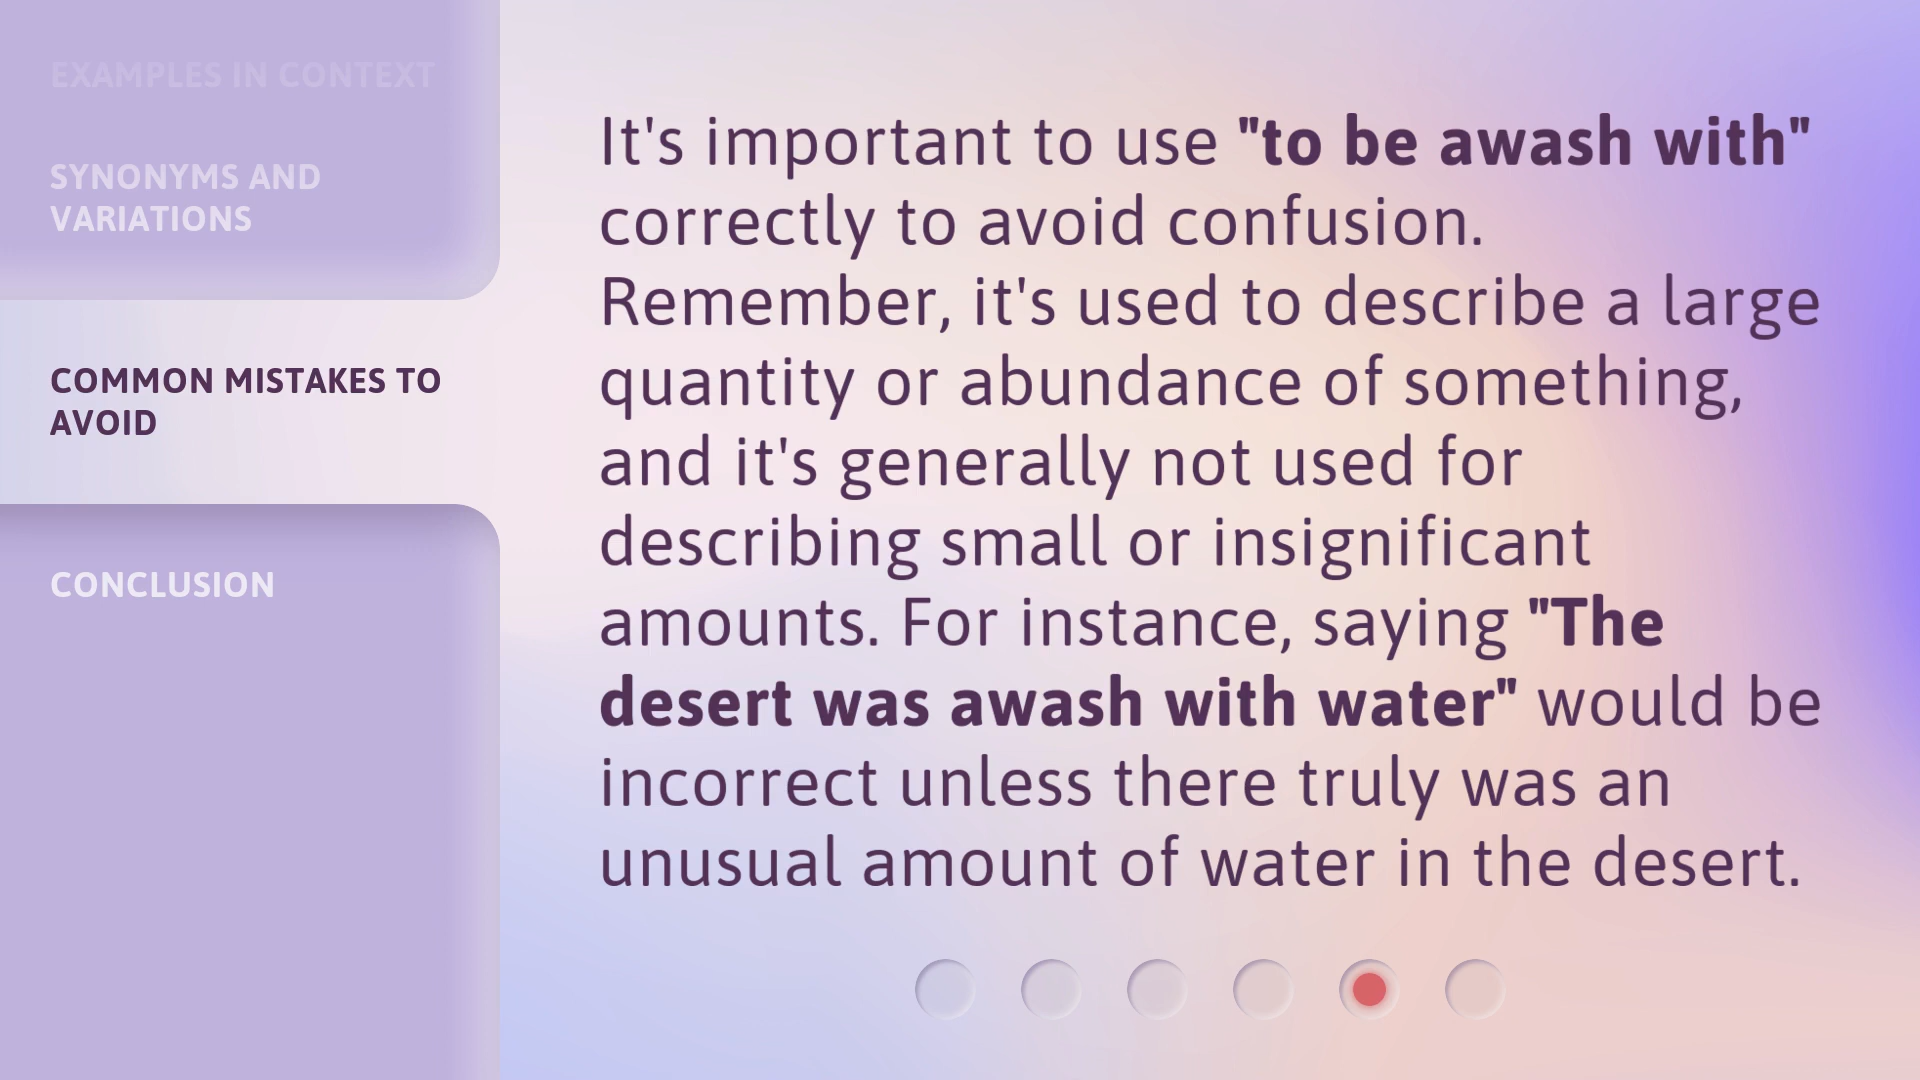 EXAMPLES IN CONTEXT
SYNONYMS AND
VARIATIONS
COMMON MISTAKES TO
AVOID
CONCLUSION
It's important to use "to be awash with"
correctly to avoid confusion.
Remember, it's used to describe a large
quantity or abundance of something,
and it's generally not used for
describing small or insignificant
amounts. For instance, saying "The
desert was awash with water" would be
incorrect unless there truly was an
unusual amount of water in the desert.